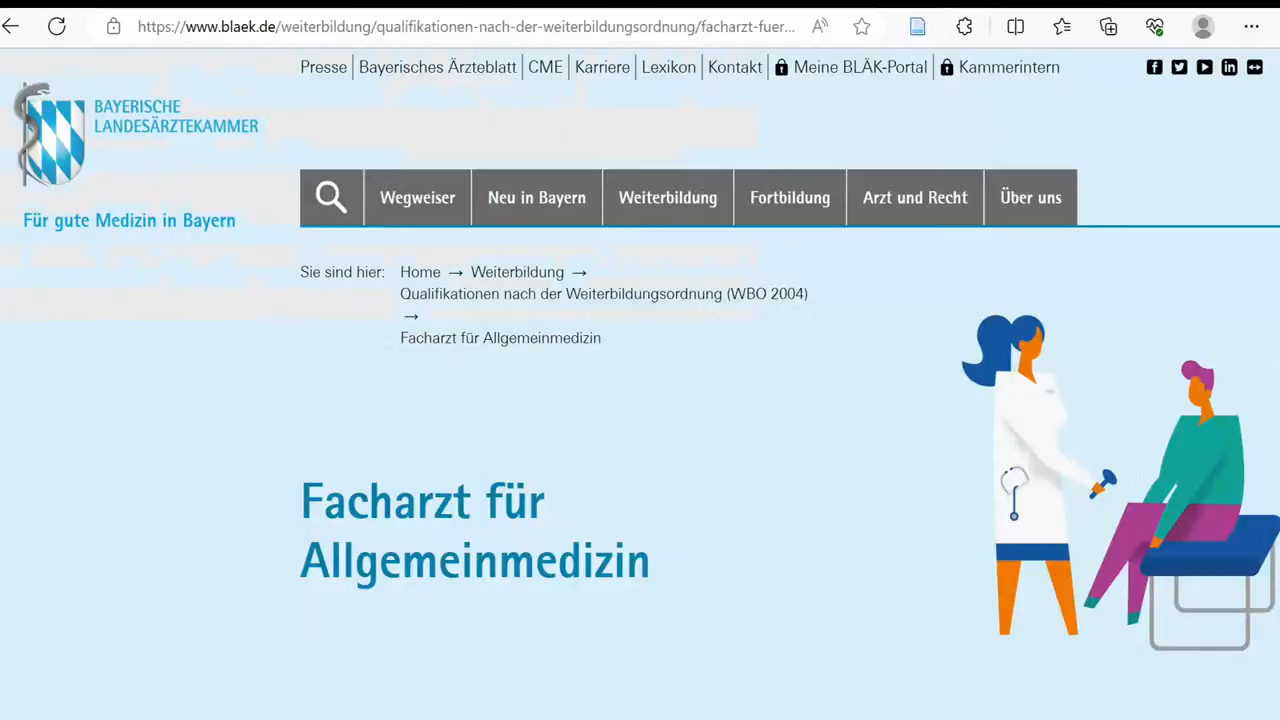 https://www.blaek.de/weiterbildung/qualifikationen-nach-der-weiterbildungsordnung/facharzt-fuer...
Presse | Bayerisches Ärzteblatt | CME | Karriere | Lexikon | Kontakt | Meine BLÄK-Portal | Kammerintern
BAYERISCHE
LANDESÄRZTEKAMMER
Für gute Medizin in Bayern
Wegweiser Neu in Bayern Weiterbildung Fortbildung Arzt und Recht Über uns
Sie sind hier: Home → Weiterbildung →
Qualifikationen nach der Weiterbildungsordnung (WBO 2004)
→
Facharzt für Allgemeinmedizin
Facharzt für
Allgemeinmedizin